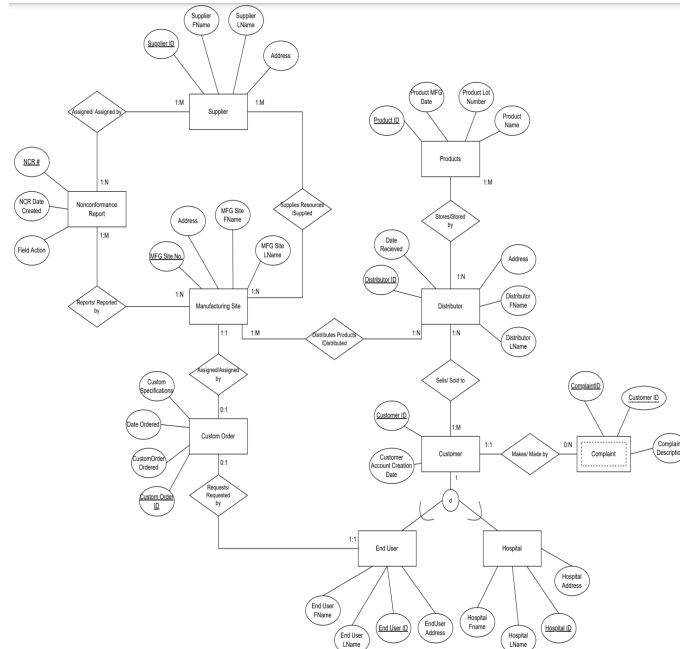 Supplier
FName
Supplier
LName
Supplier ID
Address
1:M
1:M
Supplier
Assigned/ Assigned by
1:N
NCR #
NCR Date
Created
Field Action
Nonconformance
Report
1:M
Supplies Resources
/Supplied
Address
MFG Site
FName
MFG Site
LName
MFG Site No.
Reports/ Reported
by
1:N
1:N
Manufacturing Site
1:1
1:M
Distributes Products
/Distributed
1:N
Product MFG
Date
Product Lot
Number
Product ID
Product
Name
Products
1:M
Stores/Stored
by
1:N
Date
Recieved
Address
Distributor ID
Distributor
FName
Distributor
LName
Distributor
1:N
Sells/ Sold to
1:M
Assigned/Assigned
by
0:1
Custom
Specifications
Date Ordered
CustomOrder
Ordered
Custom Order
ID
Custom Order
0:1
Requests/
Requested
by
1:1
Customer ID
Customer
Account Creation
Date
Customer
1:1
Makes/ Made by
0:N
ComplaintID
Customer ID
Complaint
Descriptio
Complaint
t
d
End User
Hospital
End User
FName
End User
LName
End User ID
EndUser
Address
Hospital
Fname
Hospital
LName
Hospital ID
Hospital
Address